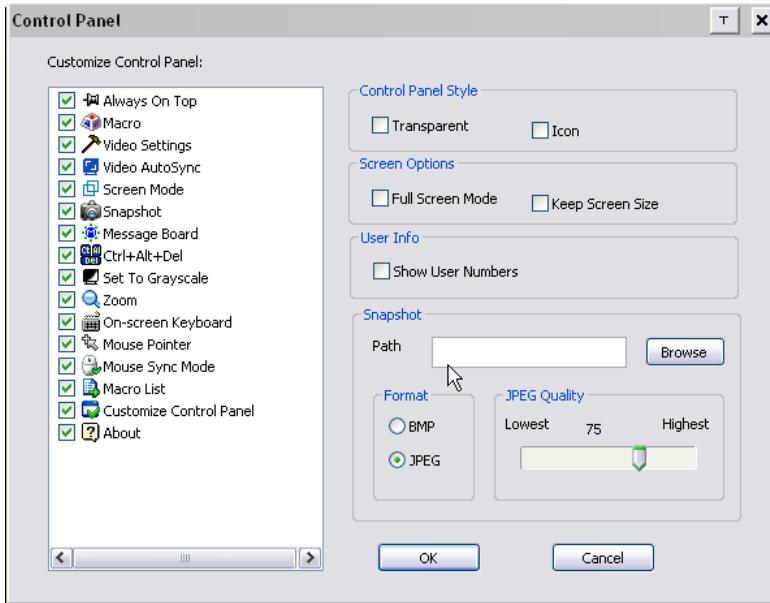 Control Panel
T
Customize Control Panel:
Always On Top
Macro
Video Settings
Video AutoSync
Screen Mode
Snapshot
Message Board
Ctrl Al
Del
Ctrl+Alt+Del
Set To Grayscale
Zoom
On-screen Keyboard
Mouse Pointer
Mouse Sync Mode
Macro List
Customize Control Panel
About
Control Panel Style
Transparent Icon
Screen Options
Full Screen Mode Keep Screen Size
User Info
Show User Numbers
Snapshot
Path Browse
Format
BMP
JPEG
JPEG Quality
Lowest 75 Highest
OK Cancel